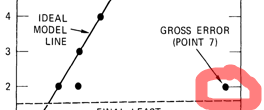 4
IDEAL
MODEL
LINE
GROSS ERROR
(POINT 7)
3
2